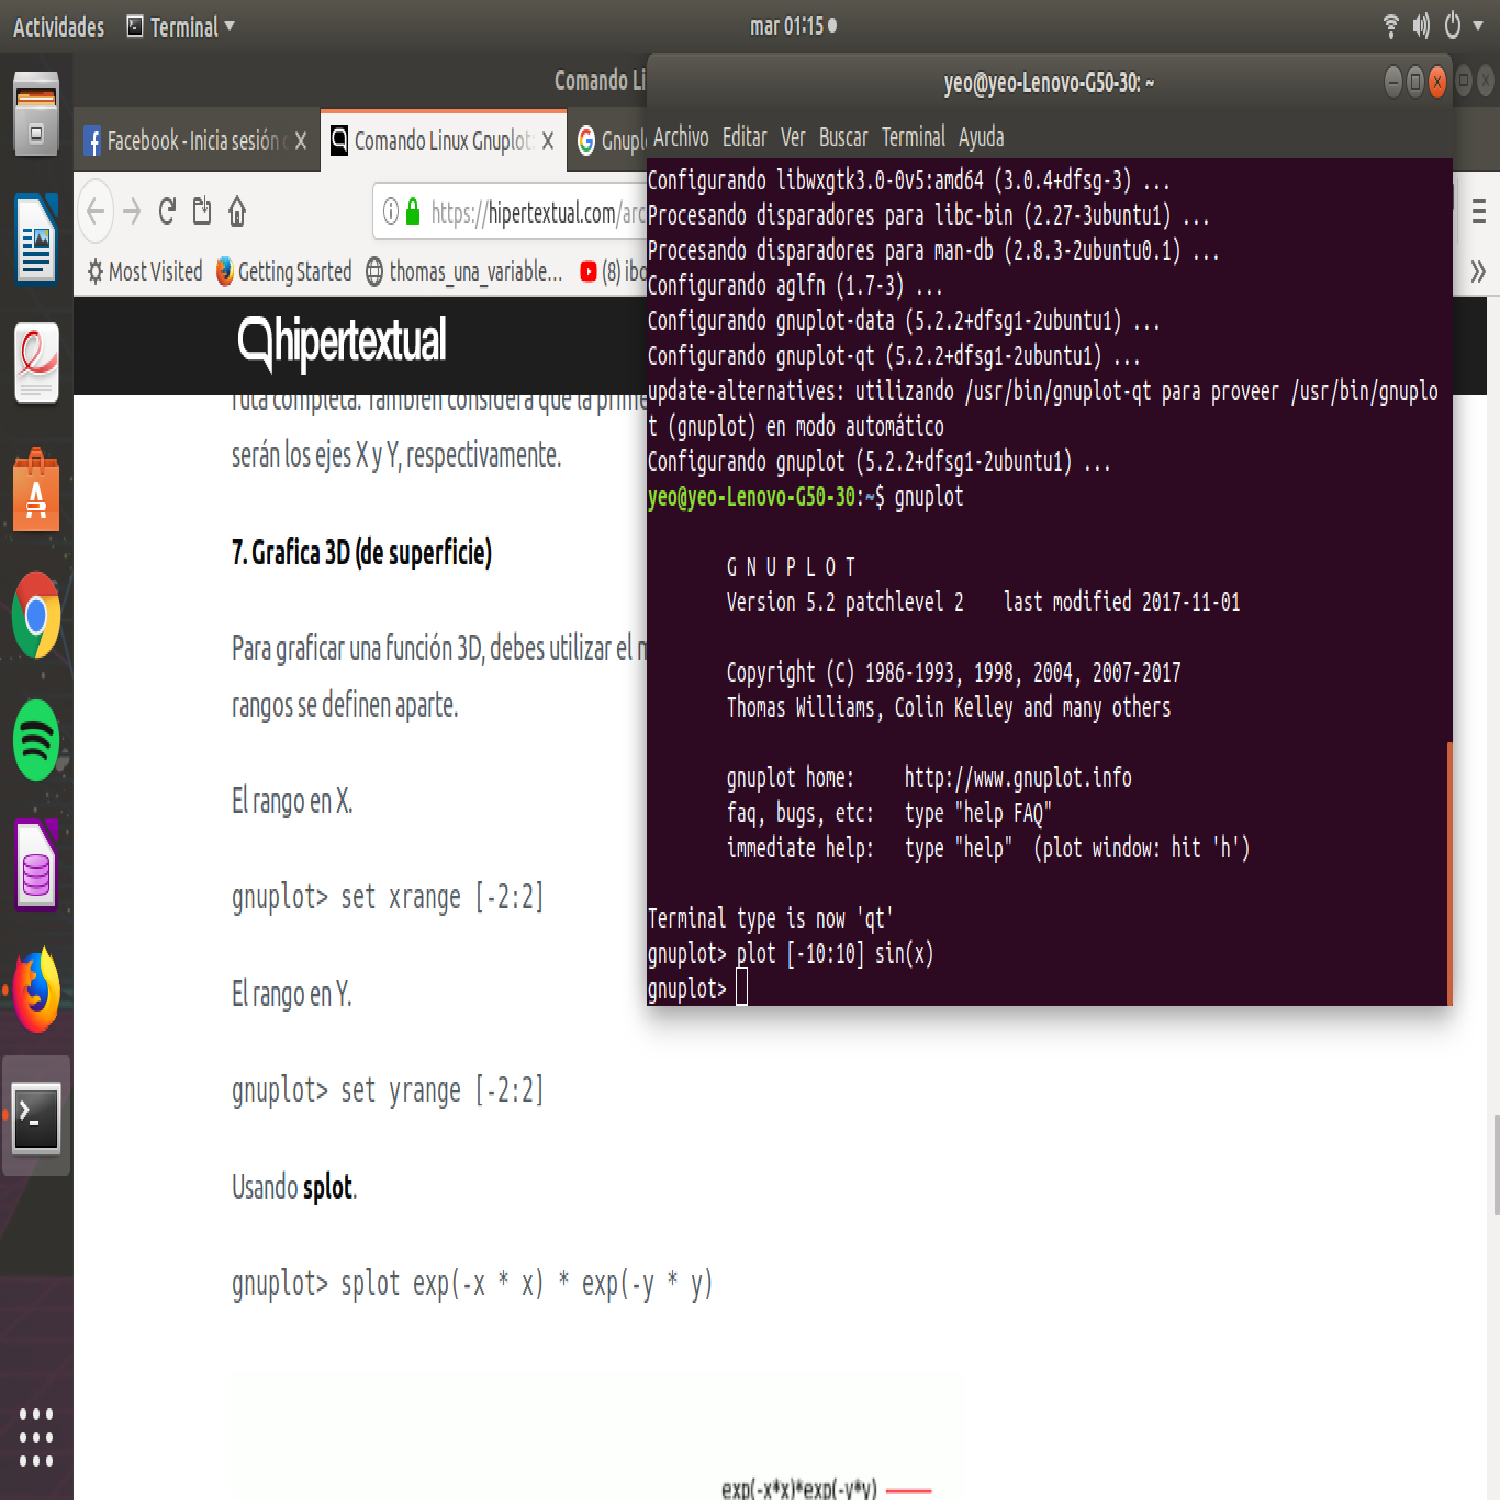 Actividades
Terminal
mar 01:15
Comando Li
yeo@yeo-Lenovo-G50-30: ~
Facebook - Inicia sesión
Comando Linux Gnuplot:
Gnupl
Archivo Editar Ver Buscar Terminal Ayuda
https://hipertextual.com/arc
Most Visited
Getting Started
thomas_una_variable...
(8) ibo
hipertextual
ruta completa. También considera que la prime
serán los ejes X y Y, respectivamente.
7. Grafica 3D (de superficie)
Para graficar una función 3D, debes utilizar el
rangos se definen aparte.
El rango en X.
gnuplot> set xrange [-2:2]
El rango en Y.
gnuplot> set yrange [-2:2]
Usando splot.
gnuplot> splot exp(-x * x) * exp(-y * y)
exp(-x*x)*exp(-y*y)
Configurando libwxgtk3.0-0v5:amd64 (3.0.4+dfsg-3) ...
Procesando disparadores para libc-bin (2.27-3ubuntu1) ...
Procesando disparadores para man-db (2.8.3-2ubuntu0.1) ...
Configurando aglfn (1.7-3) ...
Configurando gnuplot-data (5.2.2+dfsg1-2ubuntu1) ...
Configurando gnuplot-qt (5.2.2+dfsg1-2ubuntu1) ...
update-alternatives: utilizando /usr/bin/gnuplot-qt para proveer /usr/bin/gnuplo
t (gnuplot) en modo automático
Configurando gnuplot (5.2.2+dfsg1-2ubuntu1) ...
yeo@yeo-Lenovo-G50-30:~$ gnuplot
G N U P L O T
Version 5.2 patchlevel 2    last modified 2017-11-01
Copyright (C) 1986-1993, 1998, 2004, 2007-2017
Thomas Williams, Colin Kelley and many others
gnuplot home:     http://www.gnuplot.info
faq, bugs, etc:   type "help FAQ"
immediate help:   type "help"  (plot window: hit 'h')
Terminal type is now 'qt'
gnuplot> plot [-10:10] sin(x)
gnuplot>